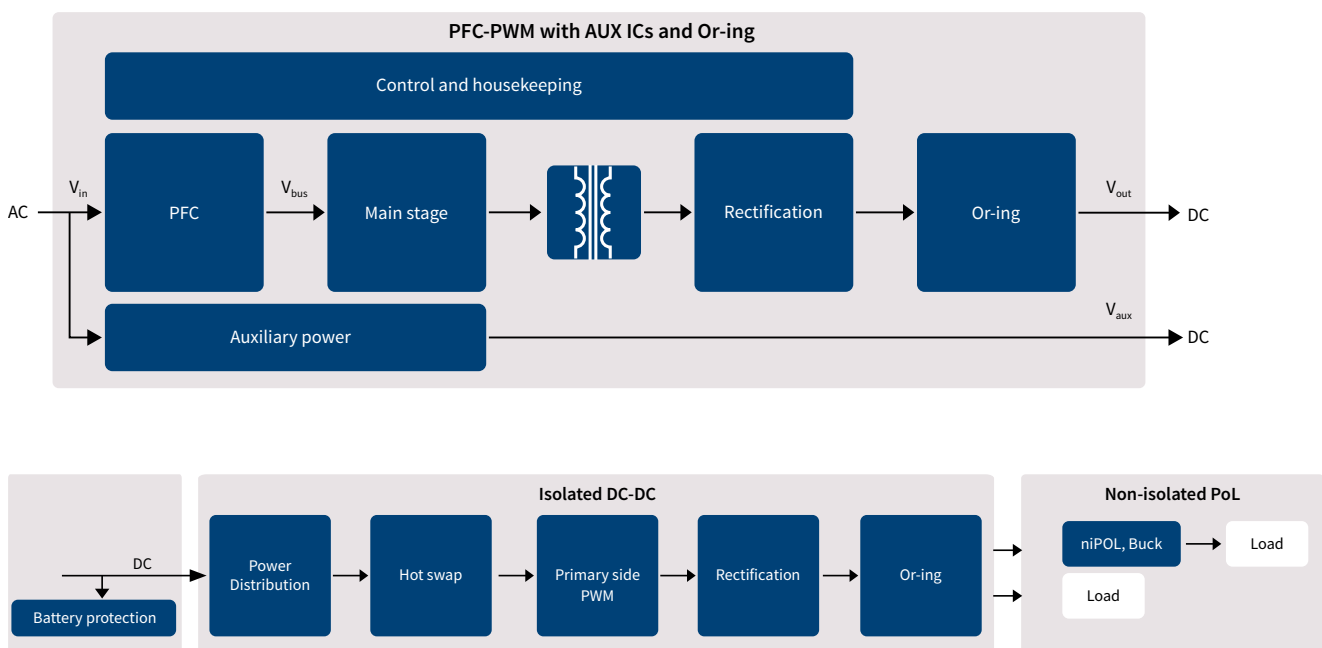 PFC-PWM with AUX ICs and Or-ing
Control and housekeeping
AC
Vin
PFC
Vbus
Main stage
Rectification
Or-ing
Vout
DC
Auxiliary power
Vaux
DC
Isolated DC-DC
Non-isolated PoL
DC
Battery protection
Power
Distribution
Hot swap
Primary side
PWM
Rectification
Or-ing
niPOL, Buck
Load
Load